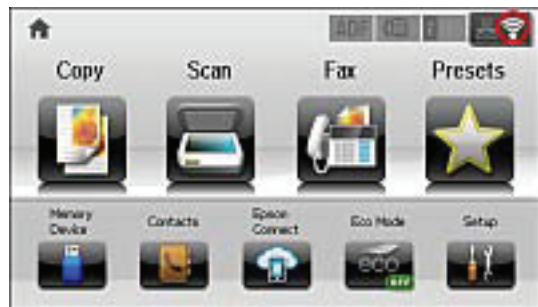 ADF
Copy Scan Fax Presets
Memory Device Contacts Epson Connect Eco Mode Setup
eco
OFF